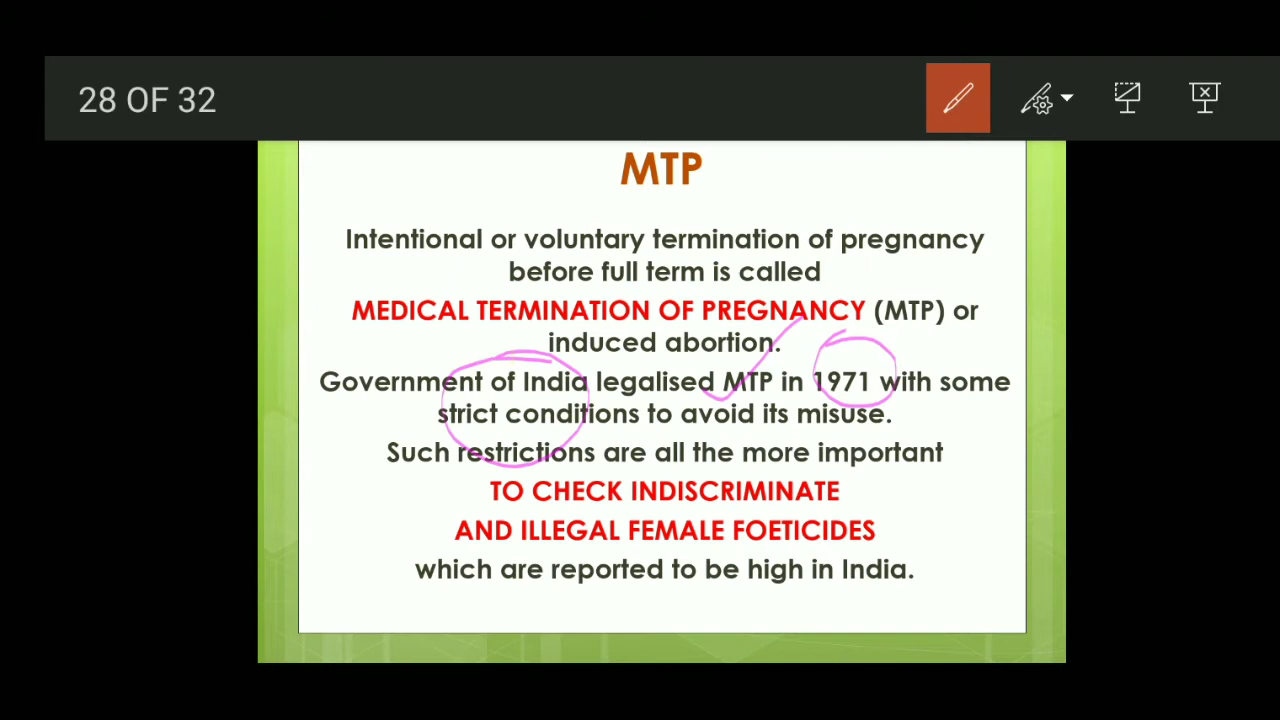 28 OF 32
MTP
Intentional or voluntary termination of pregnancy
before full term is called
MEDICAL TERMINATION OF PREGNANCY (MTP) or
induced abortion.
Government of India legalised MTP in 1971 with some
strict conditions to avoid its misuse.
Such restrictions are all the more important
TO CHECK INDISCRIMINATE
AND ILLEGAL FEMALE FOETICIDES
which are reported to be high in India.